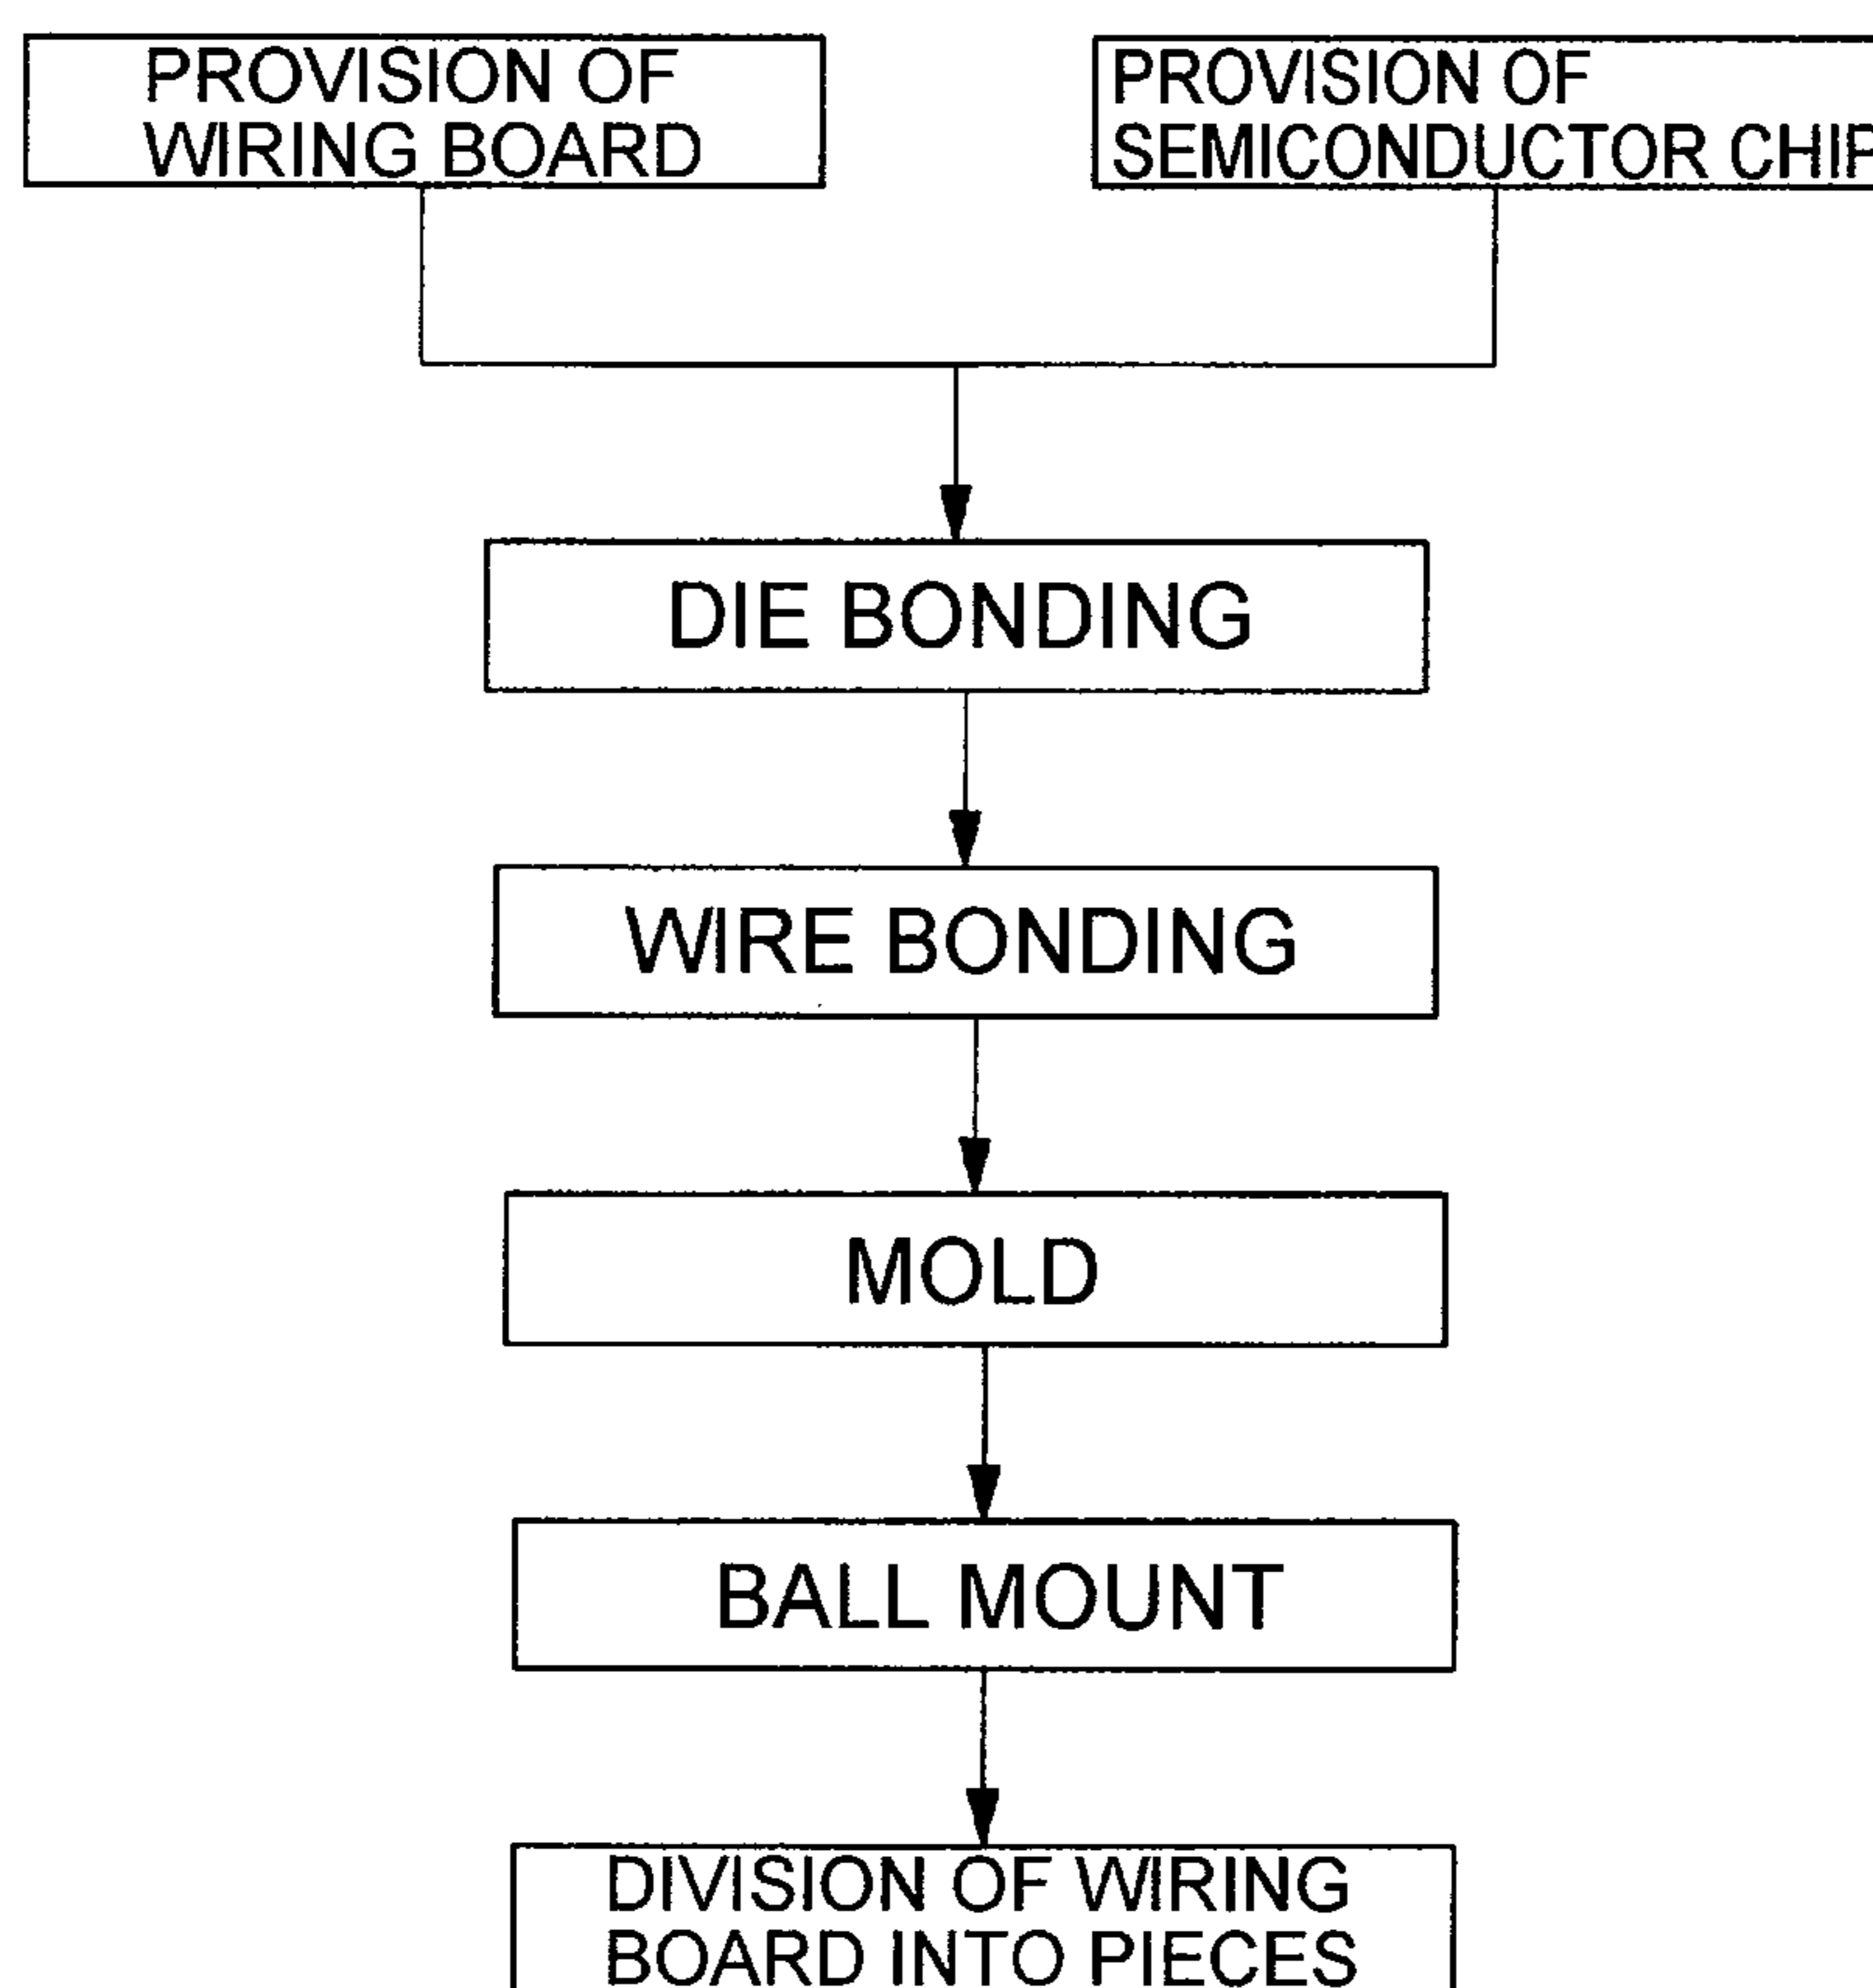 PROVISION OF
WIRING BOARD
PROVISION OF
SEMICONDUCTOR CHIP
DIE BONDING
WIRE BONDING
MOLD
BALL MOUNT
DIVISION OF WIRING
BOARD INTO PIECES